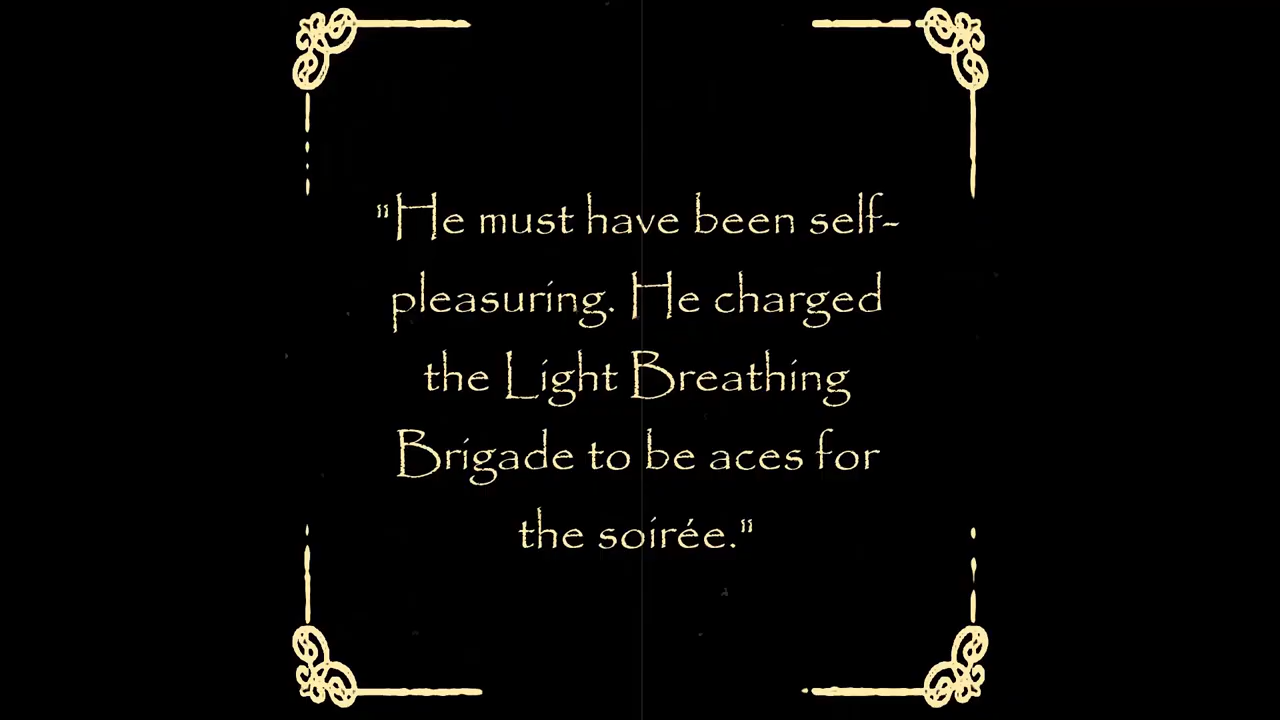 "He must have been self-
pleasuring. He charged
the Light Breathing
Brigade to be aces for
the soirée."